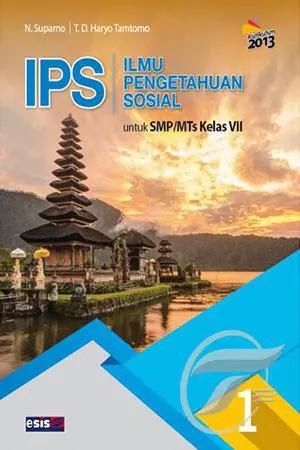 N. Suparno | T. D. Haryo Tamtomo
Kurikulum
2013
IPS
ILMU
PENGETAHUAN
SOSIAL
untuk SMP/MTs Kelas VII
1
esis